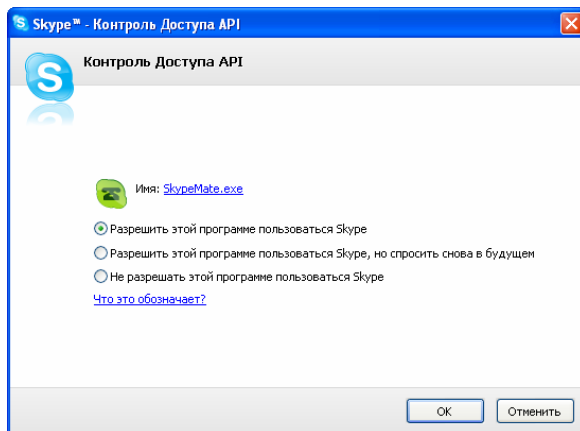 Skype™ - Контроль Доступа API
Контроль Доступа API
Имя: SkypeMate.exe
Разрешить этой программе пользоваться Skype
Разрешить этой программе пользоваться Skype, но спросить снова в будущем
Не разрешать этой программе пользоваться Skype
Что это обозначает?
OK Отменить